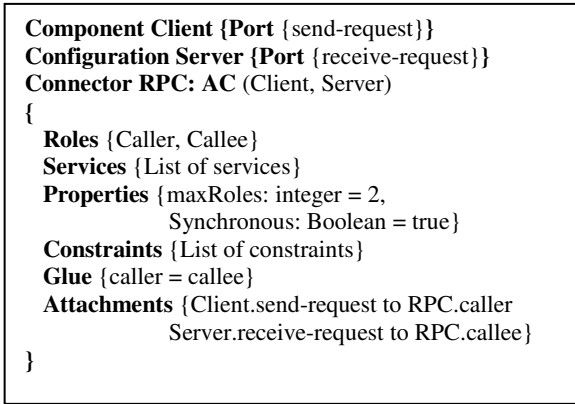 Component Client {Port {send-request}}
Configuration Server {Port {receive-request}}
Connector RPC: AC (Client, Server)
{
Roles {Caller, Callee}
Services {List of services}
Properties {maxRoles: integer = 2,
Synchronous: Boolean = true}
Constraints {List of constraints}
Glue {caller = callee}
Attachments {Client.send-request to RPC.caller
Server.receive-request to RPC.callee}
}